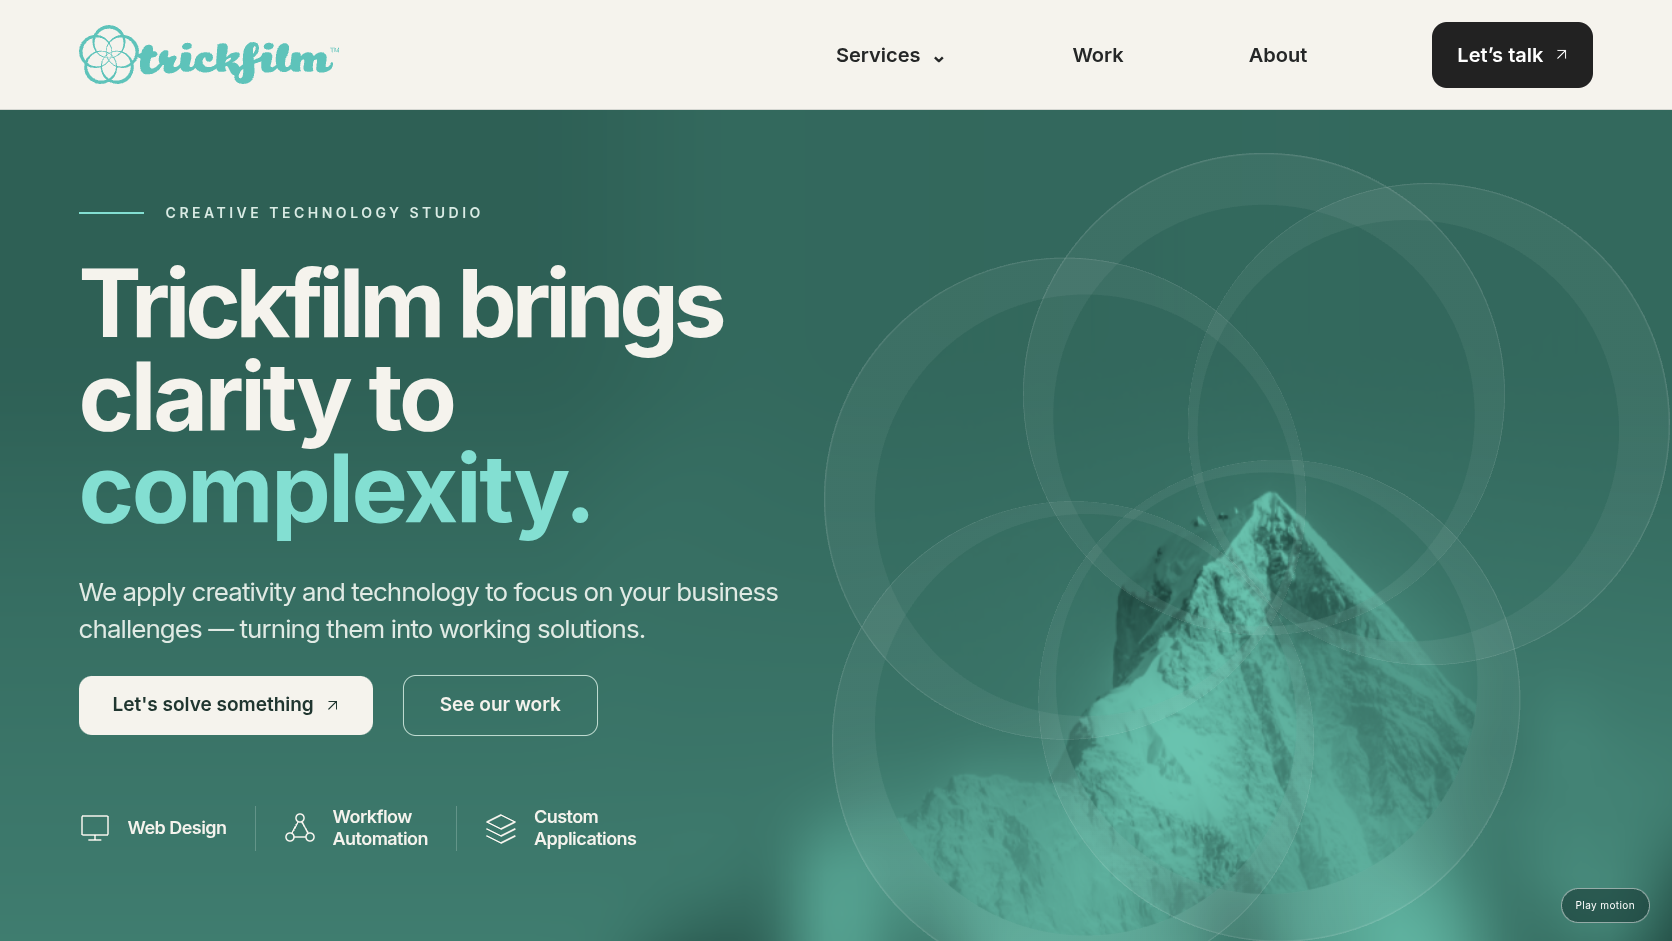 trickfilm™
Services
Work
About
Let’s talk
CREATIVE TECHNOLOGY STUDIO
Trickfilm brings
clarity to
complexity.
We apply creativity and technology to focus on your business
challenges — turning them into working solutions.
Let's solve something
See our work
Web Design
Workflow
Automation
Custom
Applications
Play motion